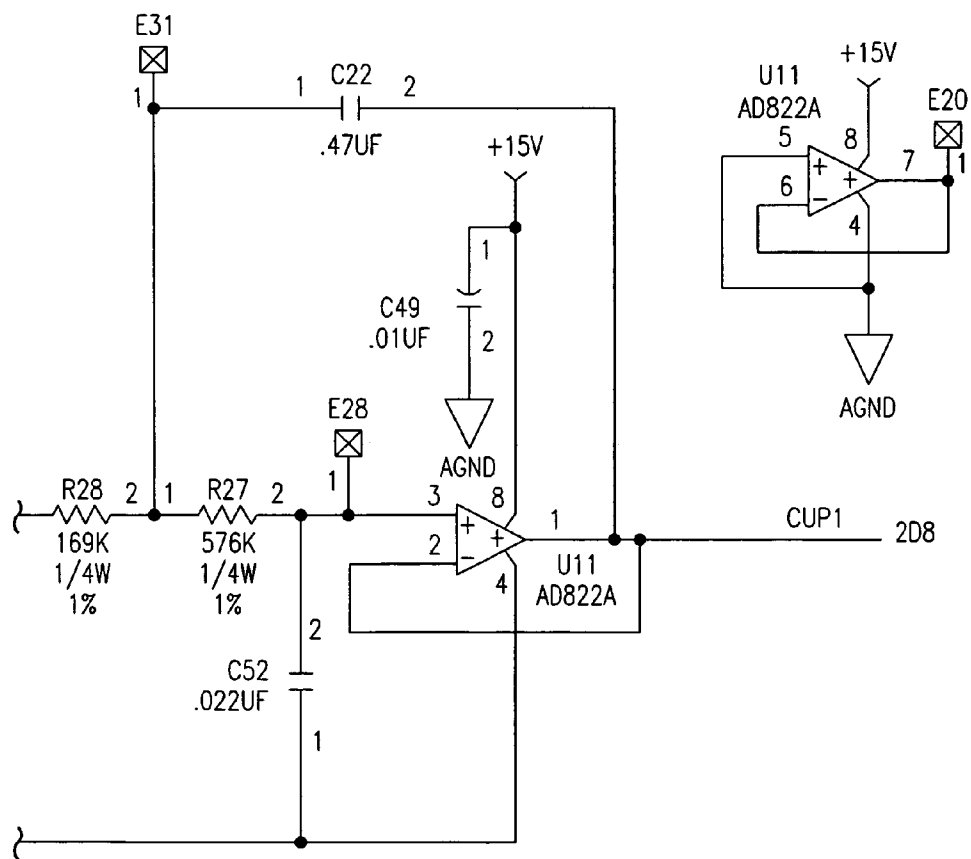 E31
1
C22
1 2
.47UF
+15V
1
C49
.01UF
2
AGND
U11
AD822A
+15V
E20
5
8
7
1
6
4
AGND
E28
1
R28
2
169K
1/4W
1%
1
R27
2
576K
1/4W
1%
3
8
1
2
4
U11
AD822A
CUP1
2D8
2
C52
.022UF
1